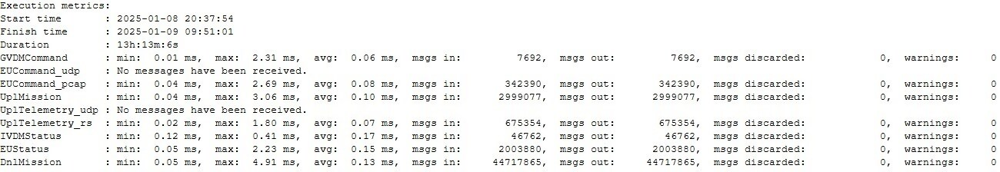 Execution metrics:
Start time       : 2025-01-08 20:37:54
Finish time      : 2025-01-09 09:51:01
Duration         : 13h:13m:6s
GVDMCommand      : min:  0.01 ms,  max:  2.31 ms,  avg:  0.06 ms,  msgs in:         7692,  msgs out:         7692,  msgs discarded:            0,  warnings:     0
EUCommand_udp    : No messages have been received.
EUCommand_pcap   : min:  0.04 ms,  max:  2.69 ms,  avg:  0.08 ms,  msgs in:       342390,  msgs out:       342390,  msgs discarded:            0,  warnings:     0
UplMission       : min:  0.04 ms,  max:  3.06 ms,  avg:  0.10 ms,  msgs in:      2999077,  msgs out:      2999077,  msgs discarded:            0,  warnings:     0
UplTelemetry_udp : No messages have been received.
UplTelemetry_rs  : min:  0.02 ms,  max:  1.80 ms,  avg:  0.07 ms,  msgs in:       675354,  msgs out:       675354,  msgs discarded:            0,  warnings:     0
IVDMStatus       : min:  0.12 ms,  max:  0.41 ms,  avg:  0.17 ms,  msgs in:        46762,  msgs out:        46762,  msgs discarded:            0,  warnings:     0
EUStatus         : min:  0.05 ms,  max:  2.23 ms,  avg:  0.15 ms,  msgs in:      2003880,  msgs out:      2003880,  msgs discarded:            0,  warnings:     0
DnlMission       : min:  0.05 ms,  max:  4.91 ms,  avg:  0.13 ms,  msgs in:     44717865,  msgs out:     44717865,  msgs discarded:            0,  warnings:     0